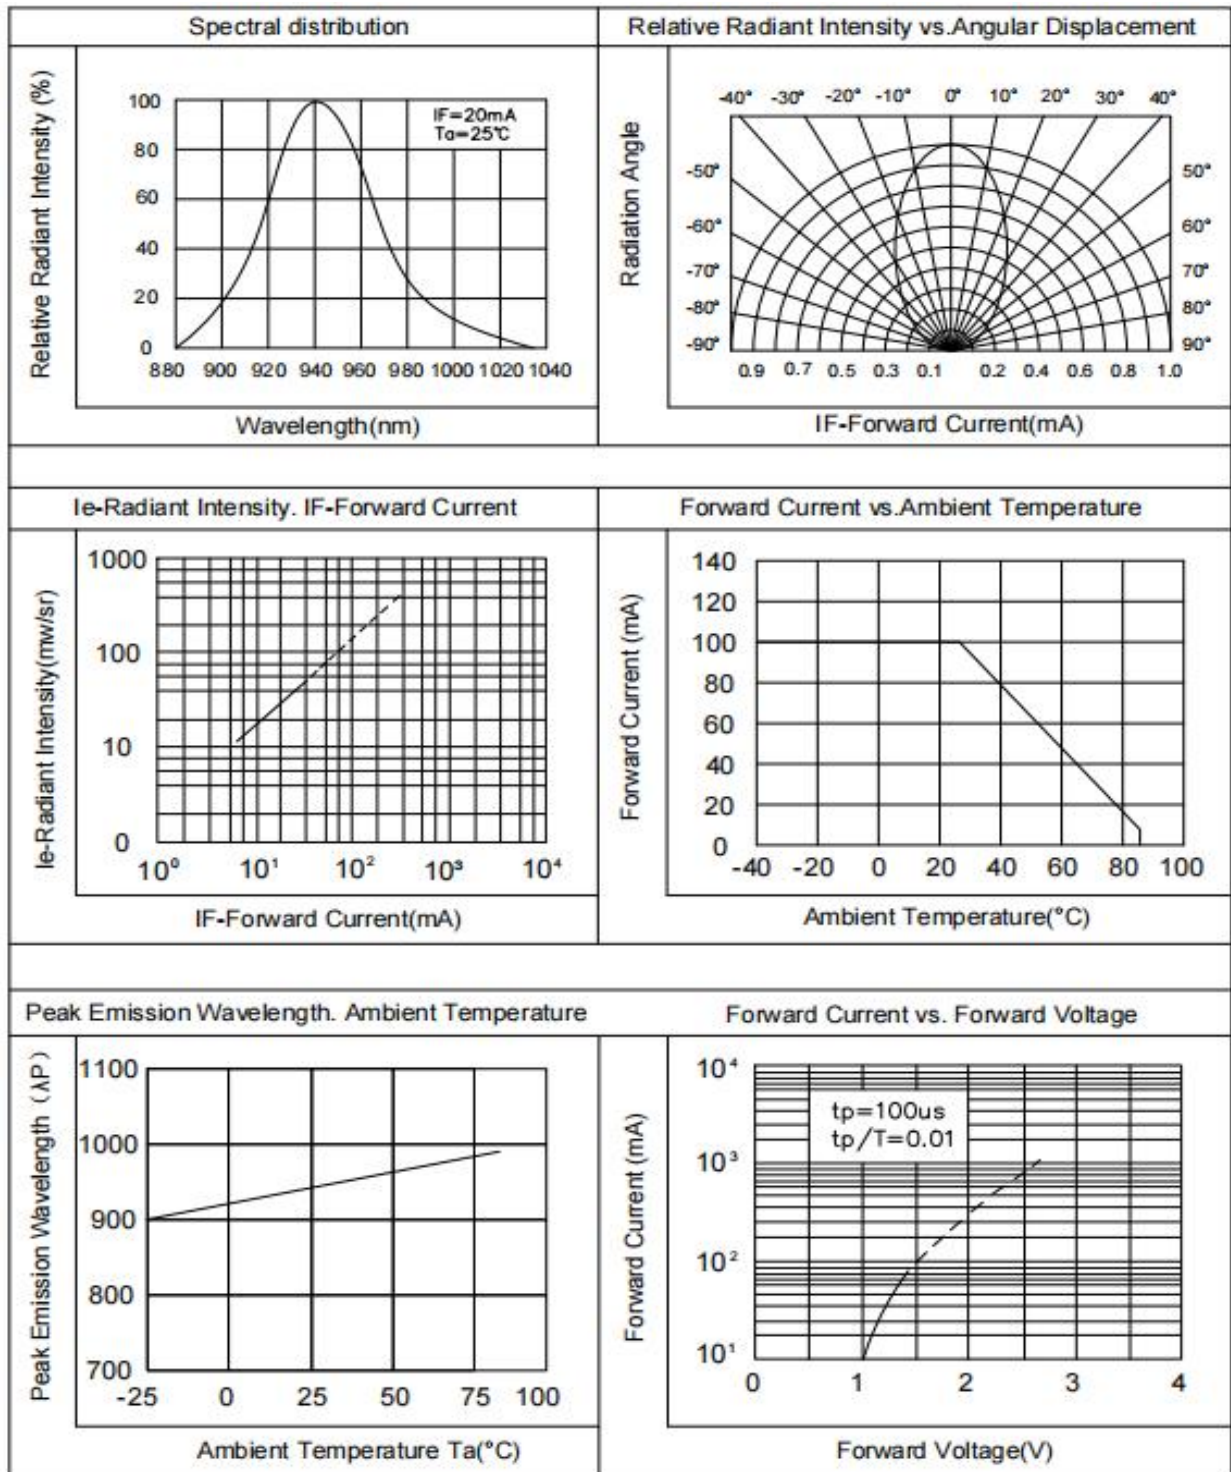 Spectral distribution
Relative Radiant Intensity (%)
100
80
60
40
20
0
IF=20mA
Ta=25℃
880 900 920 940 960 980 1000 1020 1040
Wavelength(nm)
Relative Radiant Intensity vs.Angular Displacement
Radiation Angle
-40° -30° -20° -10° 0° 10° 20° 30° 40°
-50° 50°
-60° 60°
-70° 70°
-80° 80°
-90° 90°
0.9 0.7 0.5 0.3 0.1 0.2 0.4 0.6 0.8 1.0
IF-Forward Current(mA)
Ie-Radiant Intensity. IF-Forward Current
Ie-Radiant Intensity(mw/sr)
1000
100
10
0
10⁰ 10¹ 10² 10³ 10⁴
IF-Forward Current(mA)
Forward Current vs.Ambient Temperature
Forward Current (mA)
140
120
100
80
60
40
20
0
-40 -20 0 20 40 60 80 100
Ambient Temperature(°C)
Peak Emission Wavelength. Ambient Temperature
Peak Emission Wavelength (λP)
1100
1000
900
800
700
-25 0 25 50 75 100
Ambient Temperature Ta(°C)
Forward Current vs. Forward Voltage
Forward Current (mA)
10⁴
10³
10²
10¹
tp=100us
tp/T=0.01
0 1 2 3 4
Forward Voltage(V)